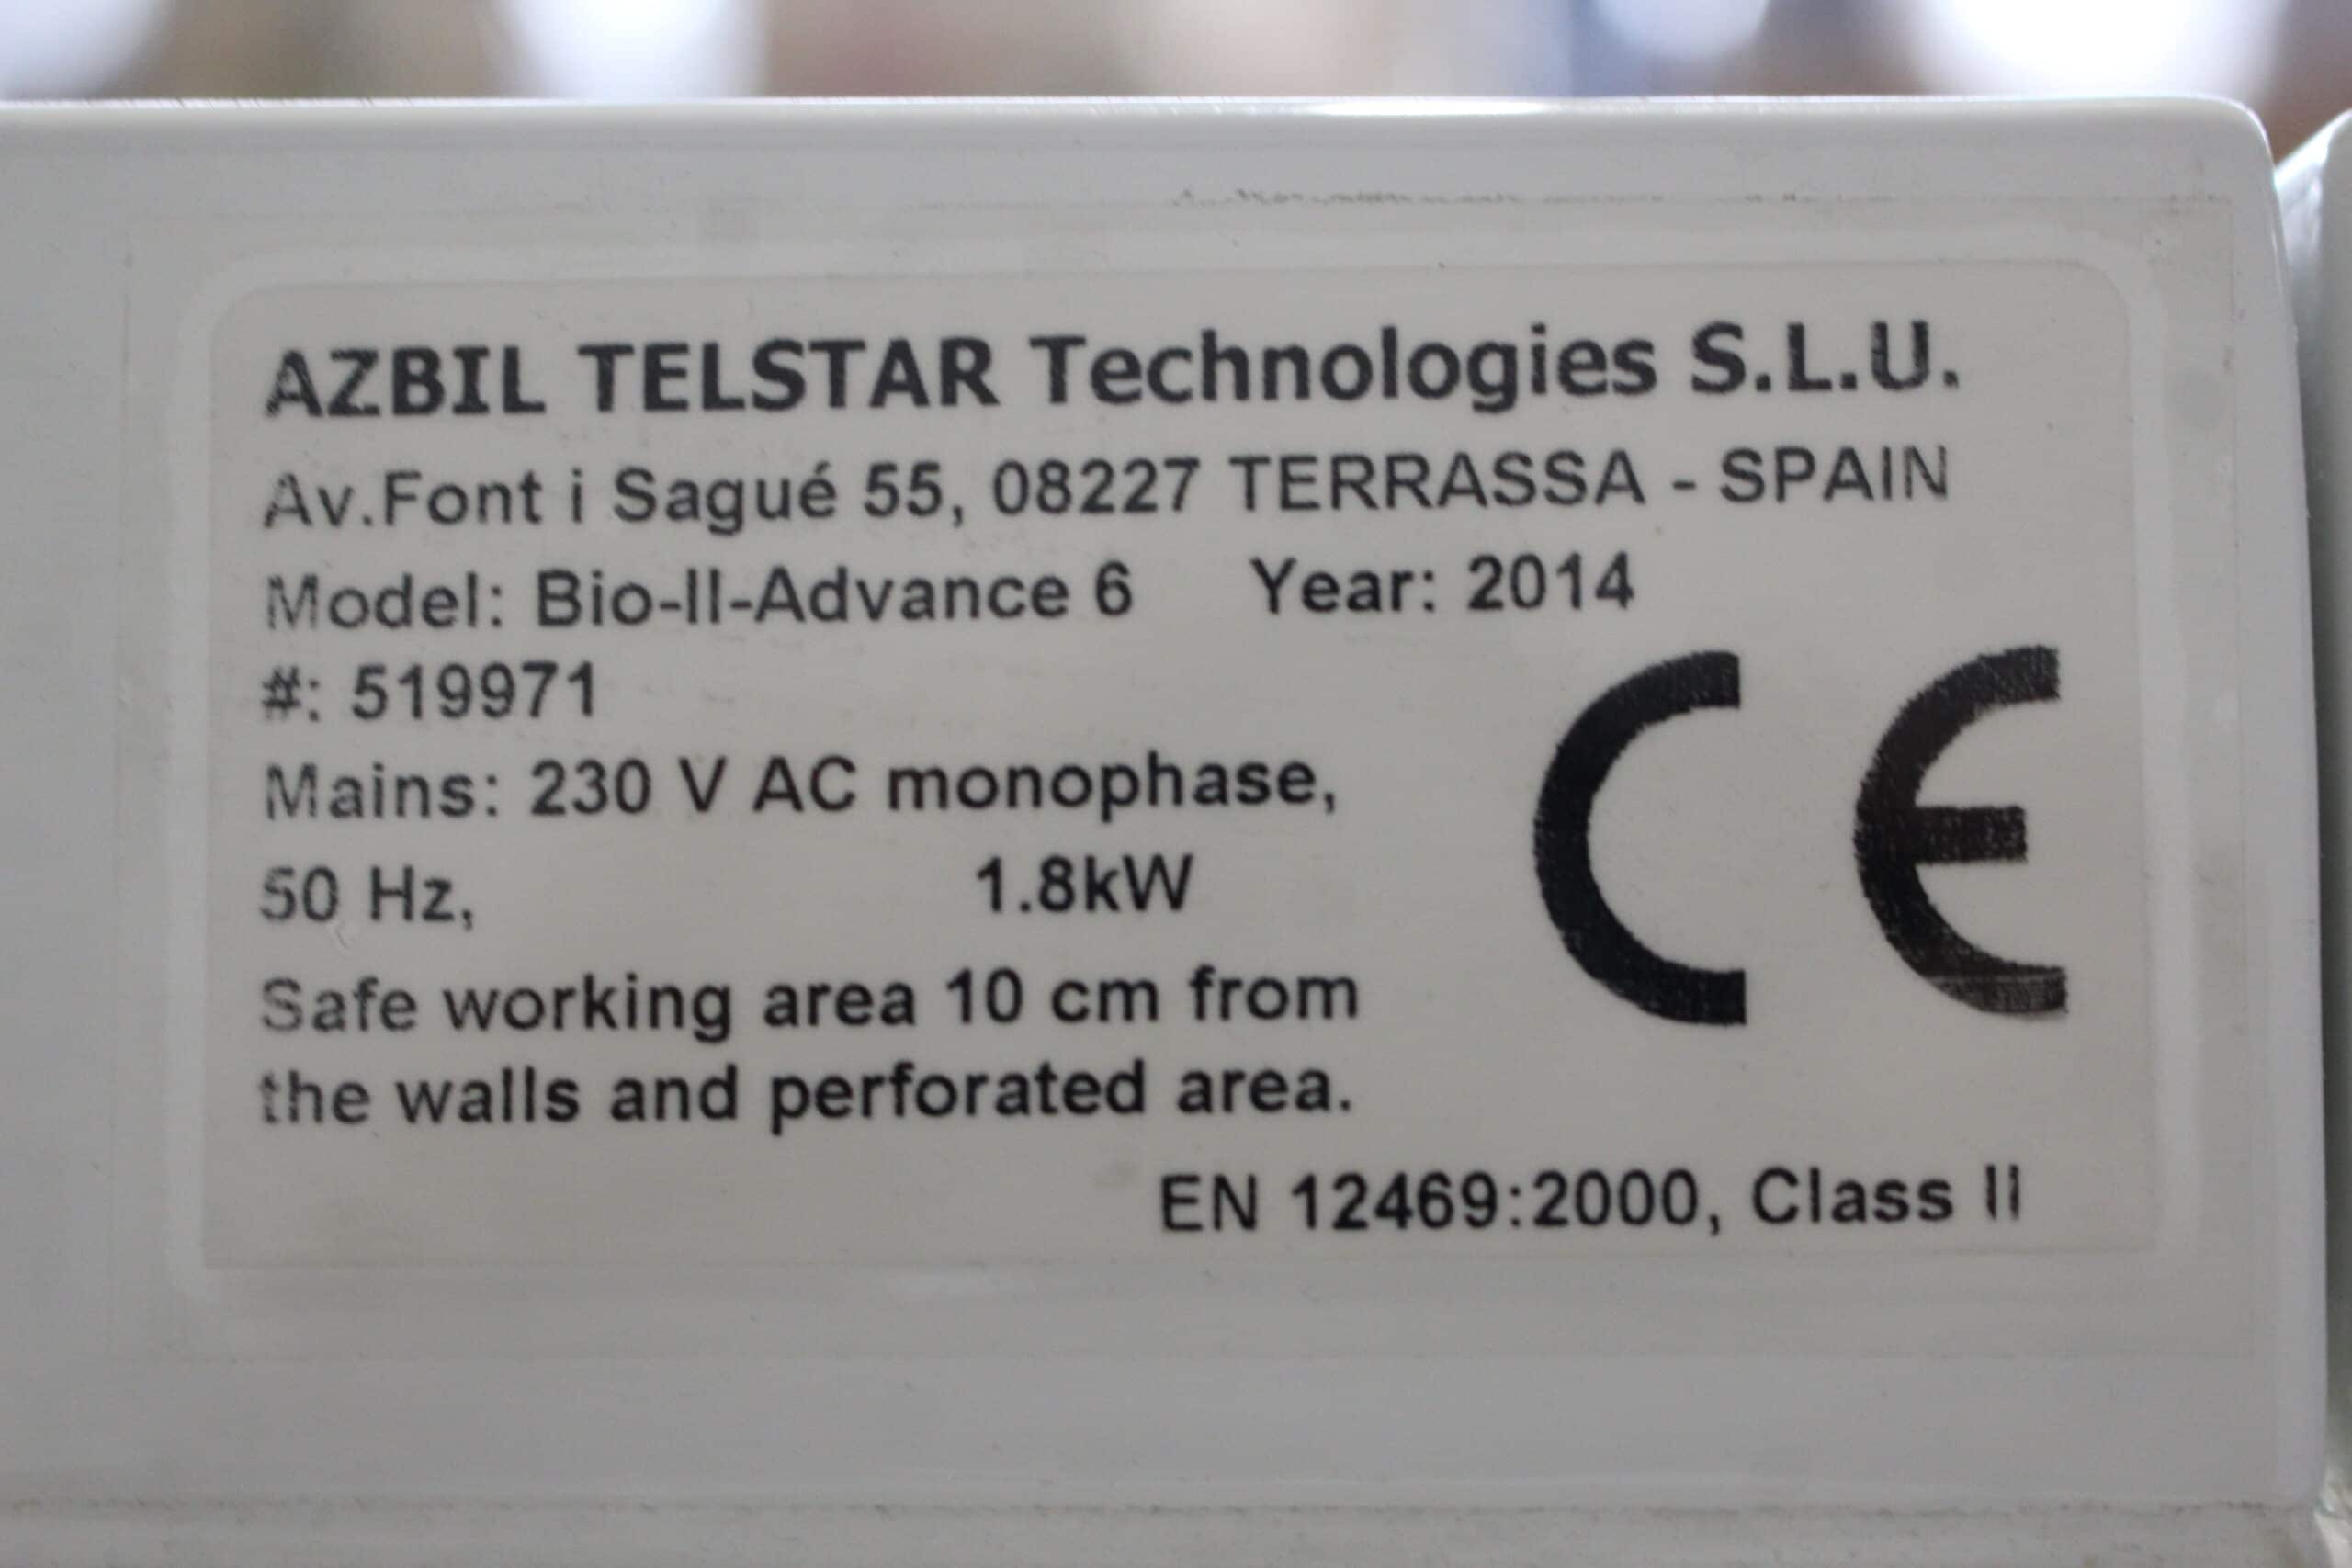 AZBIL TELSTAR Technologies S.L.U.
Av.Font i Sagué 55, 08227 TERRASSA - SPAIN
Model: Bio-II-Advance 6 Year: 2014
#: 519971
Mains: 230 V AC monophase,
50 Hz, 1.8kW
Safe working area 10 cm from
the walls and perforated area.
CE
EN 12469:2000, Class II